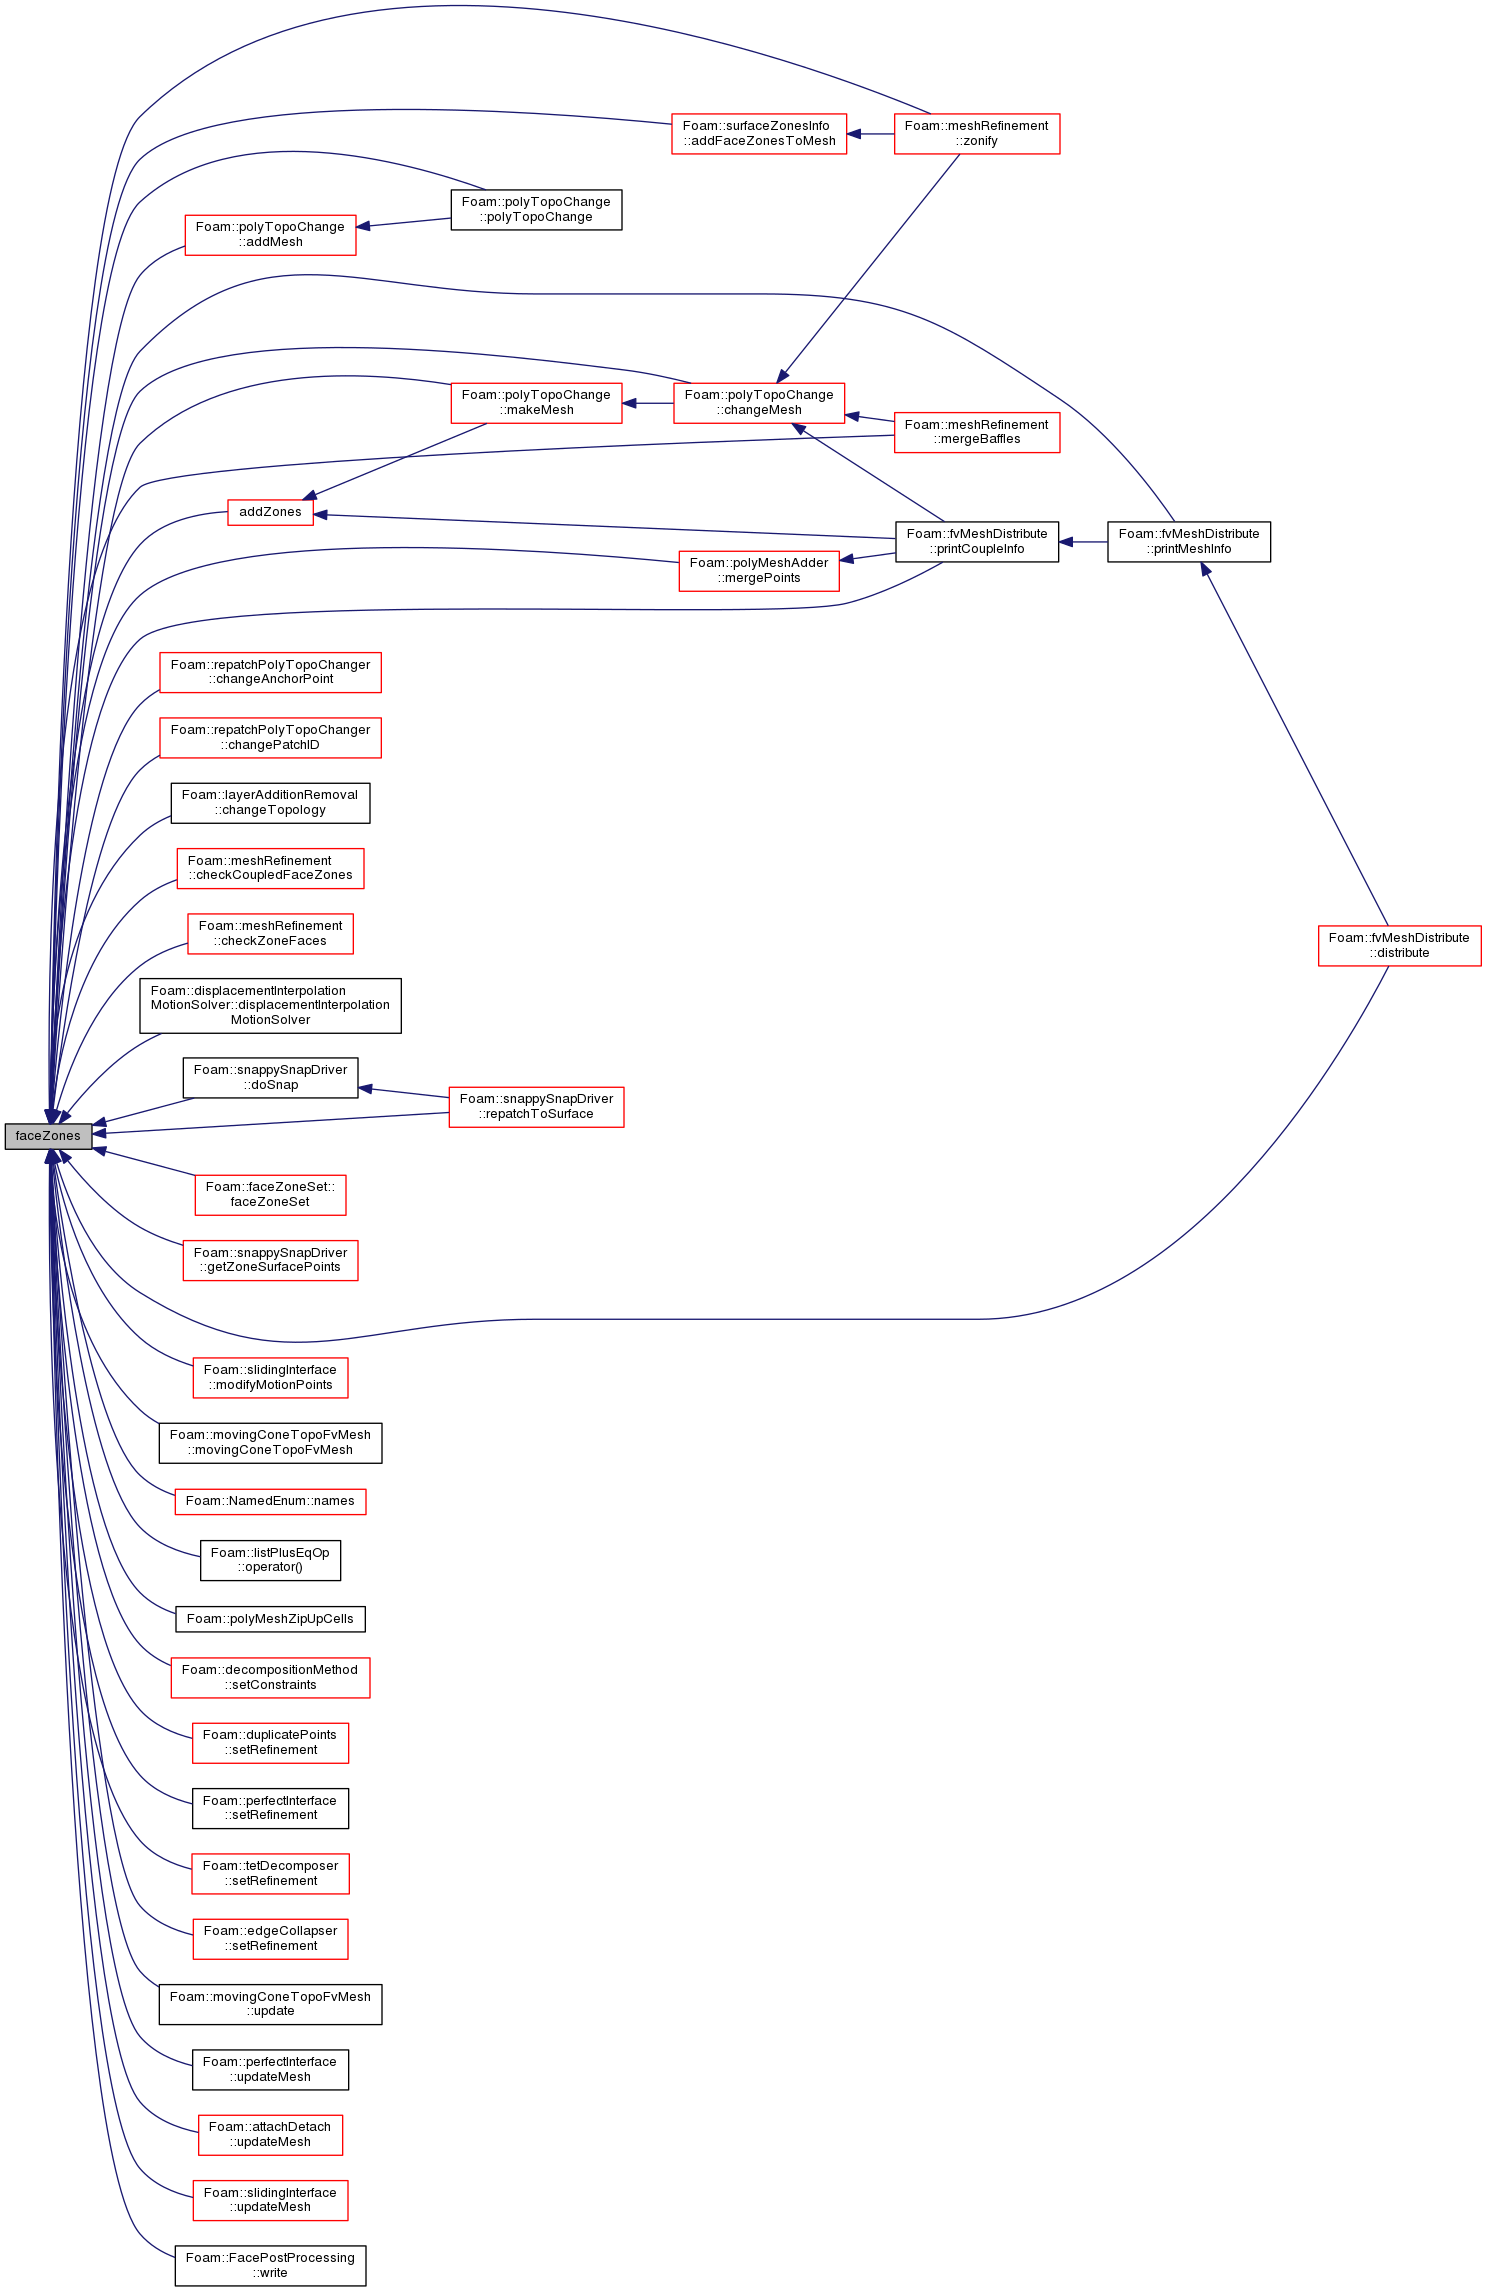 Foam::surfaceZonesInfo
::addFaceZonesToMesh
Foam::meshRefinement
::zonify
Foam::polyTopoChange
::polyTopoChange
Foam::polyTopoChange
::addMesh
Foam::polyTopoChange
::makeMesh
Foam::polyTopoChange
::changeMesh
Foam::meshRefinement
::mergeBaffles
addZones
Foam::fvMeshDistribute
::printCoupleInfo
Foam::fvMeshDistribute
::printMeshInfo
Foam::polyMeshAdder
::mergePoints
Foam::repatchPolyTopoChanger
::changeAnchorPoint
Foam::repatchPolyTopoChanger
::changePatchID
Foam::layerAdditionRemoval
::changeTopology
Foam::meshRefinement
::checkCoupledFaceZones
Foam::meshRefinement
::checkZoneFaces
Foam::fvMeshDistribute
::distribute
Foam::displacementInterpolation
MotionSolver::displacementInterpolation
MotionSolver
Foam::snappySnapDriver
::doSnap
Foam::snappySnapDriver
::repatchToSurface
faceZones
Foam::faceZoneSet::
faceZoneSet
Foam::snappySnapDriver
::getZoneSurfacePoints
Foam::slidingInterface
::modifyMotionPoints
Foam::movingConeTopoFvMesh
::movingConeTopoFvMesh
Foam::NamedEnum::names
Foam::listPlusEqOp
::operator()
Foam::polyMeshZipUpCells
Foam::decompositionMethod
::setConstraints
Foam::duplicatePoints
::setRefinement
Foam::perfectInterface
::setRefinement
Foam::tetDecomposer
::setRefinement
Foam::edgeCollapser
::setRefinement
Foam::movingConeTopoFvMesh
::update
Foam::perfectInterface
::updateMesh
Foam::attachDetach
::updateMesh
Foam::slidingInterface
::updateMesh
Foam::FacePostProcessing
::write